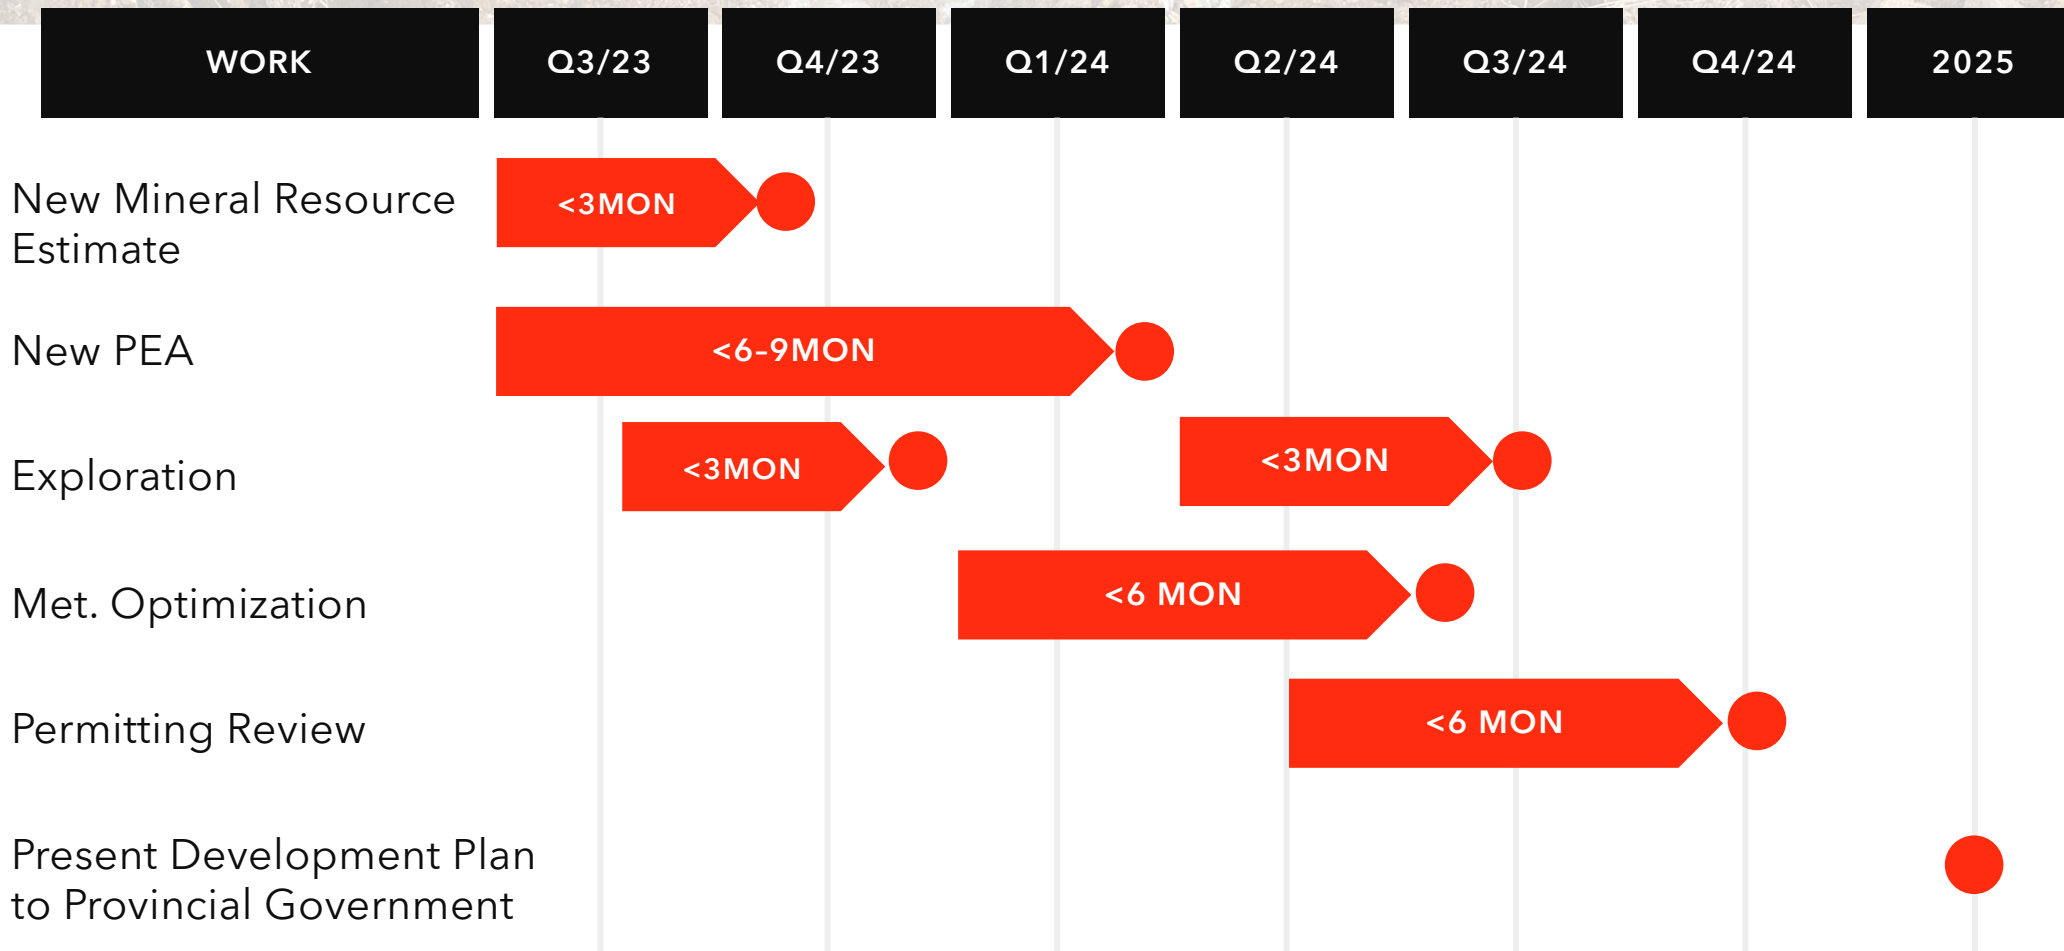 WORK Q3/23 Q4/23 Q1/24 Q2/24 Q3/24 Q4/24 2025
New Mineral Resource
Estimate
<3MON
New PEA
<6-9MON
Exploration
<3MON
<3MON
Met. Optimization
<6 MON
Permitting Review
<6 MON
Present Development Plan
to Provincial Government